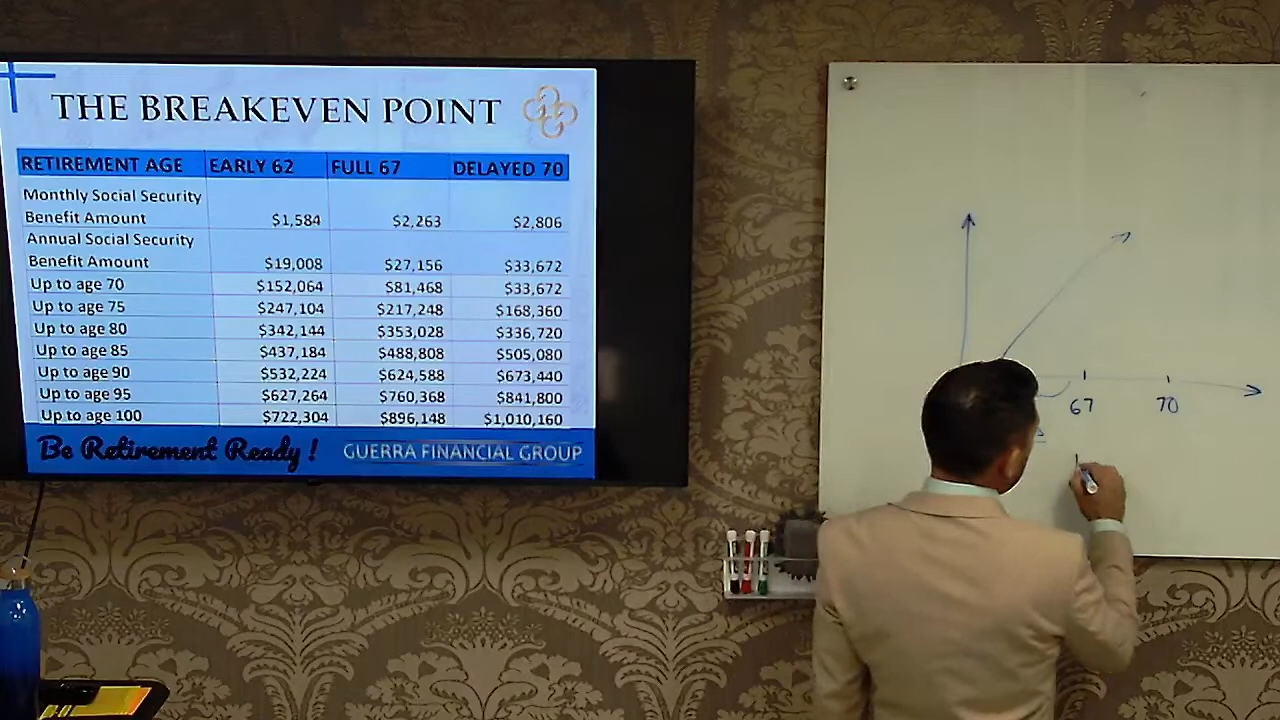 THE BREAKEVEN POINT
RETIREMENT AGE EARLY 62 FULL 67 DELAYED 70
Monthly Social Security
Benefit Amount $1,584 $2,263 $2,806
Annual Social Security
Benefit Amount $19,008 $27,156 $33,672
Up to age 70 $152,064 $81,468 $33,672
Up to age 75 $247,104 $217,248 $168,360
Up to age 80 $342,144 $353,028 $336,720
Up to age 85 $437,184 $488,808 $505,080
Up to age 90 $532,224 $624,588 $673,440
Up to age 95 $627,264 $760,368 $841,800
Up to age 100 $722,304 $896,148 $1,010,160
Be Retirement Ready ! GUERRA FINANCIAL GROUP
67 70